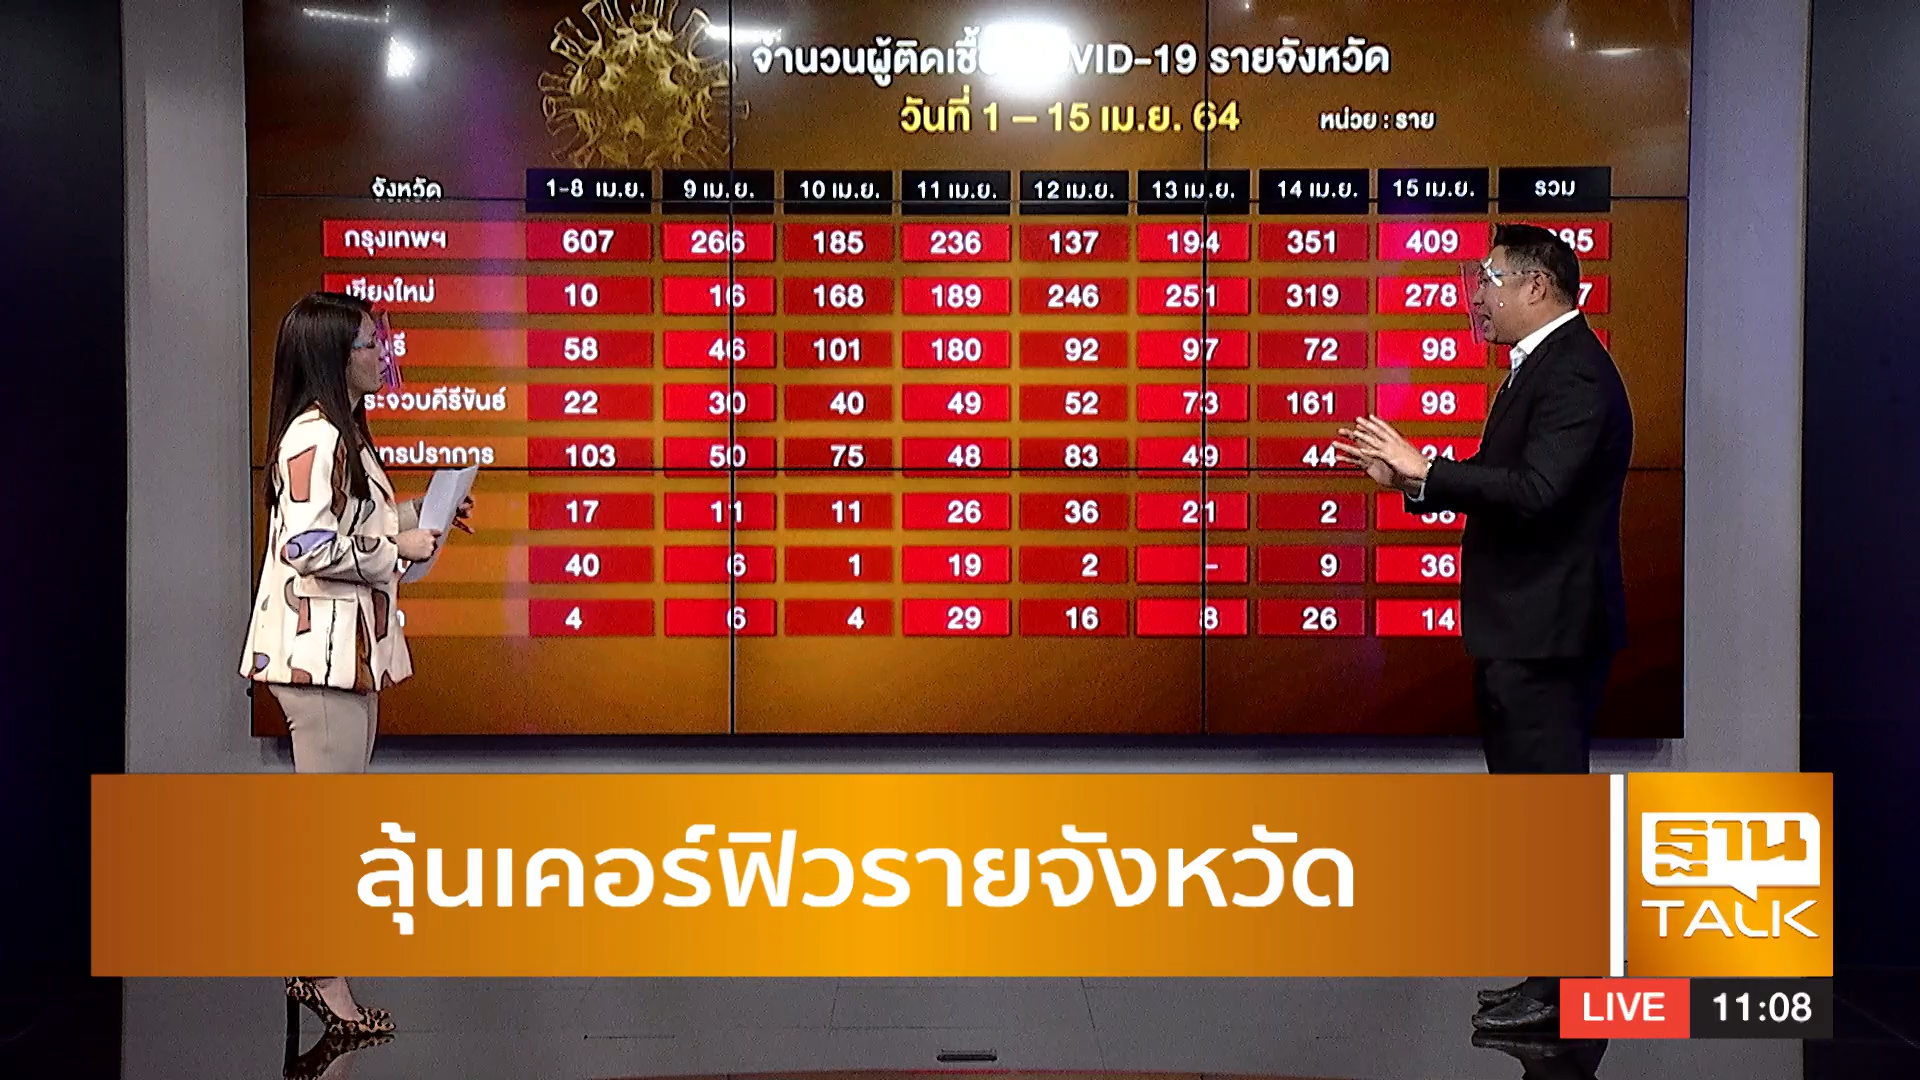 จำนวนผู้ติดเชื้อ VID-19 รายจังหวัด
วันที่ 1 – 15 เม.ย. 64 หน่วย : ราย
จังหวัด 1-8 เม.ย. 9 เม.ย. 10 เม.ย. 11 เม.ย. 12 เม.ย. 13 เม.ย. 14 เม.ย. 15 เม.ย. รวม
กรุงเทพฯ 607 266 185 236 137 194 351 409
เชียงใหม่ 10 16 168 189 246 251 319 278
58 46 101 180 92 97 72 98
ระจวบคีรีขันธ์ 22 30 40 49 52 73 161 98
ทรปราการ 103 50 75 48 83 49 44
17 11 11 26 36 21 2
40 6 1 19 2 - 9 36
4 6 4 29 16 8 26 14
ลุ้นเคอร์ฟิวรายจังหวัด
ฐาน
TALK
LIVE 11:08